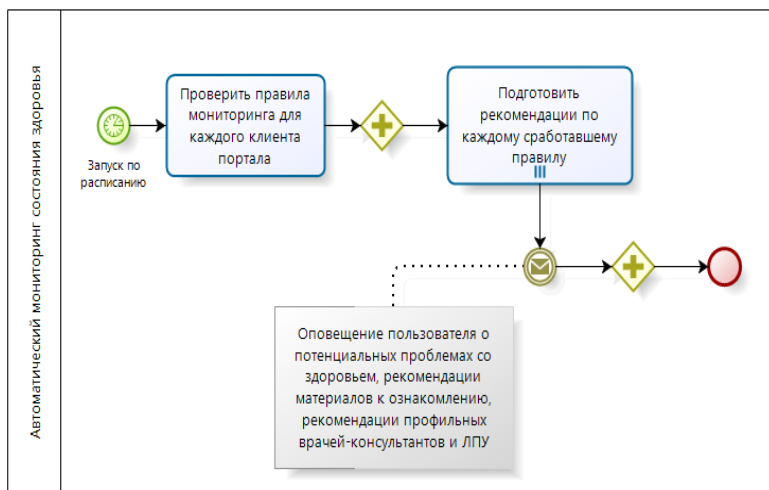 Автоматический мониторинг состояния здоровья
Запуск по
расписанию
Проверить правила
мониторинга для
каждого клиента
портала
Подготовить
рекомендации по
каждому сработавшему
правилу
Оповещение пользователя о
потенциальных проблемах со
здоровьем, рекомендации
материалов к ознакомлению,
рекомендации профильных
врачей-консультантов и ЛПУ